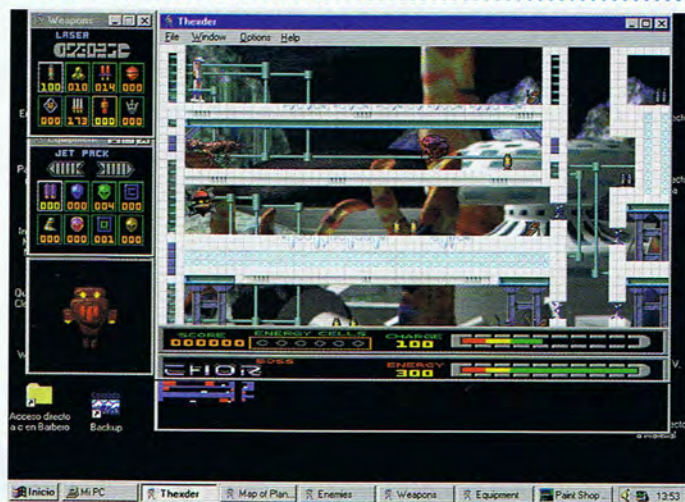 Weapons
LASER
100 010 014 000
000 173 000 000
Equipment
JET PACK
000 000 004 000
000 000 001 000
Thexder
File Window Options Help
SCORE
000000
ENERGY CELLS
CHARGE
100
BOSS
ENERGY
300
Acceso directo
a c en Barbero
Backup
Inicio
Mi PC
Thexder
Map of Plan...
Enemies
Weapons
Equipment
Paint Shop ...
13:53